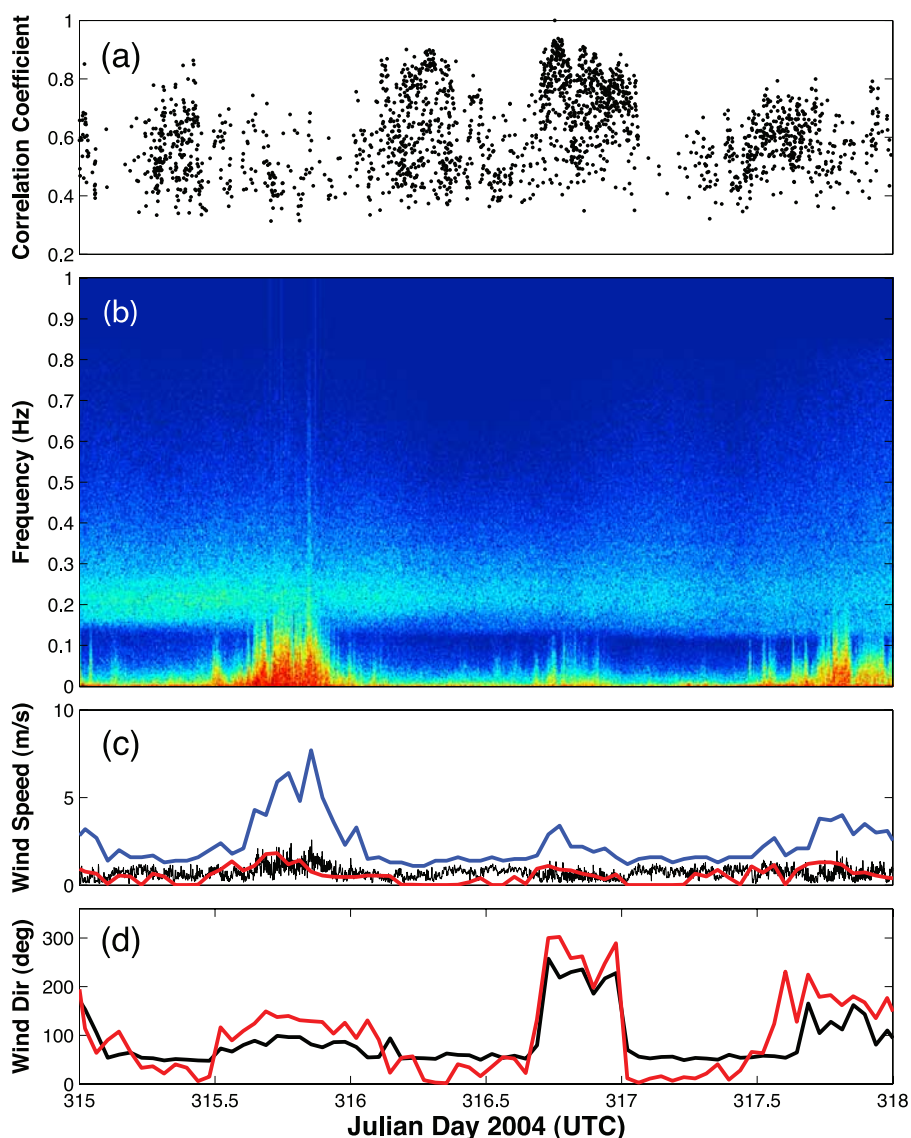 1
(a)
0.8
0.6
0.4
0.2
Correlation Coefficient
1
(b)
0.9
0.8
0.7
0.6
0.5
0.4
0.3
0.2
0.1
0
Frequency (Hz)
10
(c)
5
0
Wind Speed (m/s)
(d)
300
200
100
0
Wind Dir (deg)
315 315.5 316 316.5 317 317.5 318
Julian Day 2004 (UTC)